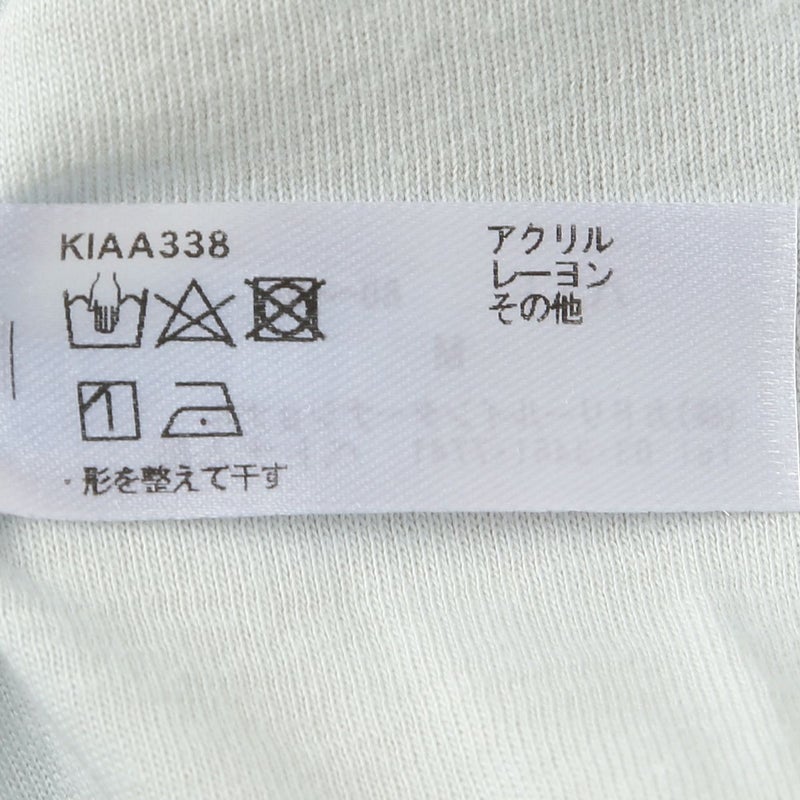 KIAA338
アクリル
レーヨン
その他
・形を整えて干す